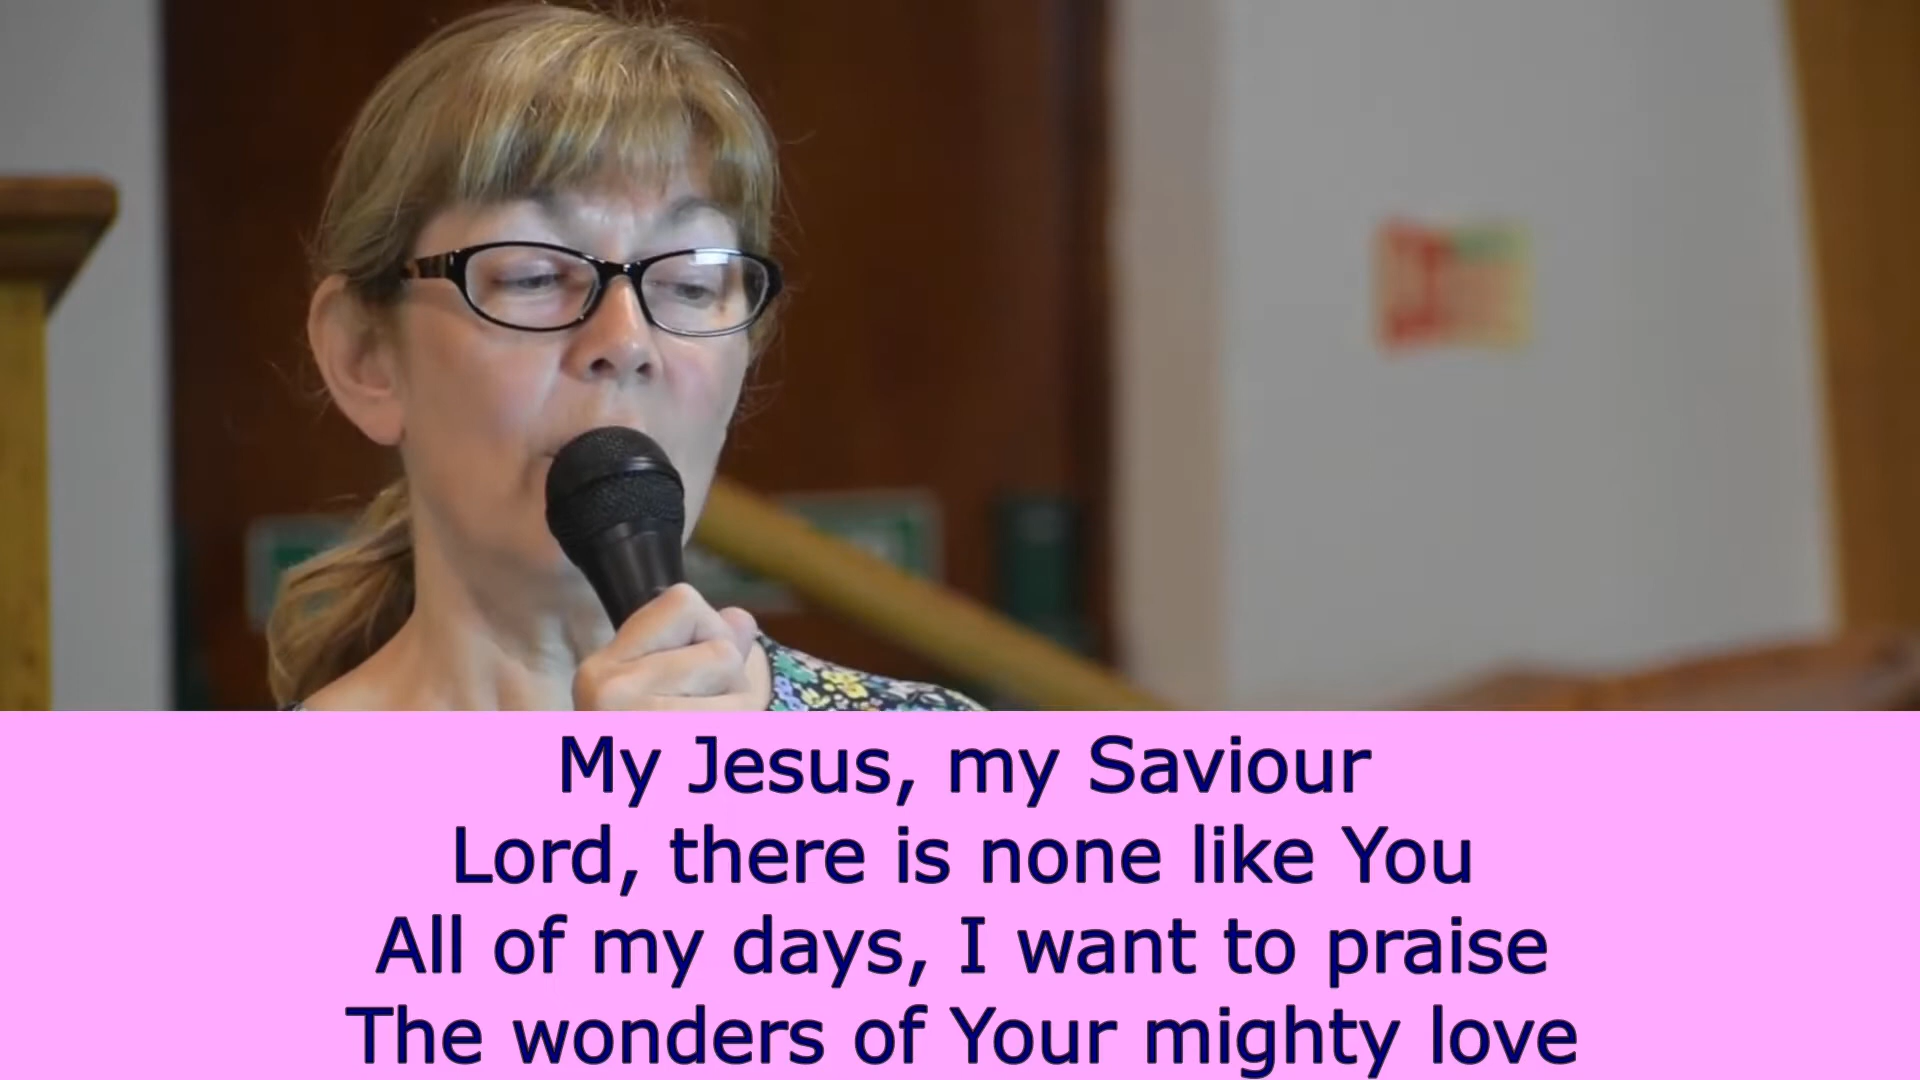 My Jesus, my Saviour
Lord, there is none like You
All of my days, I want to praise
The wonders of Your mighty love